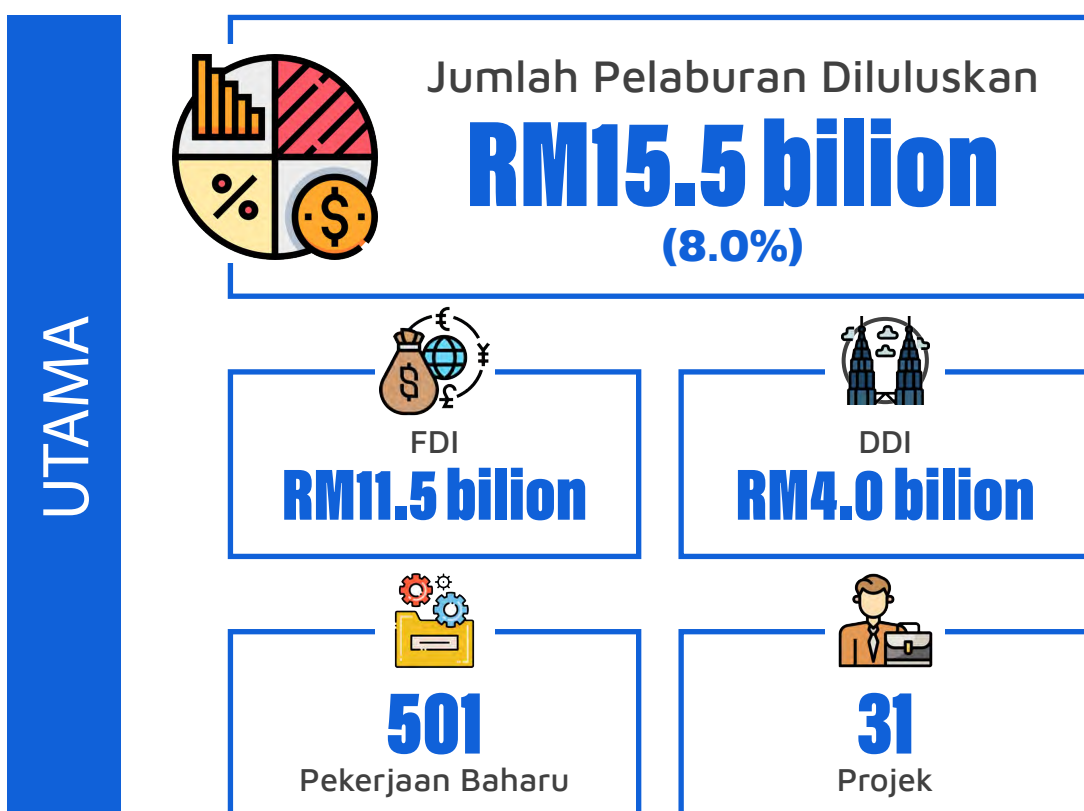 UTAMA
Jumlah Pelaburan Diluluskan
RM15.5 bilion
(8.0%)
FDI
RM11.5 bilion
DDI
RM4.0 bilion
501
Pekerjaan Baharu
31
Projek